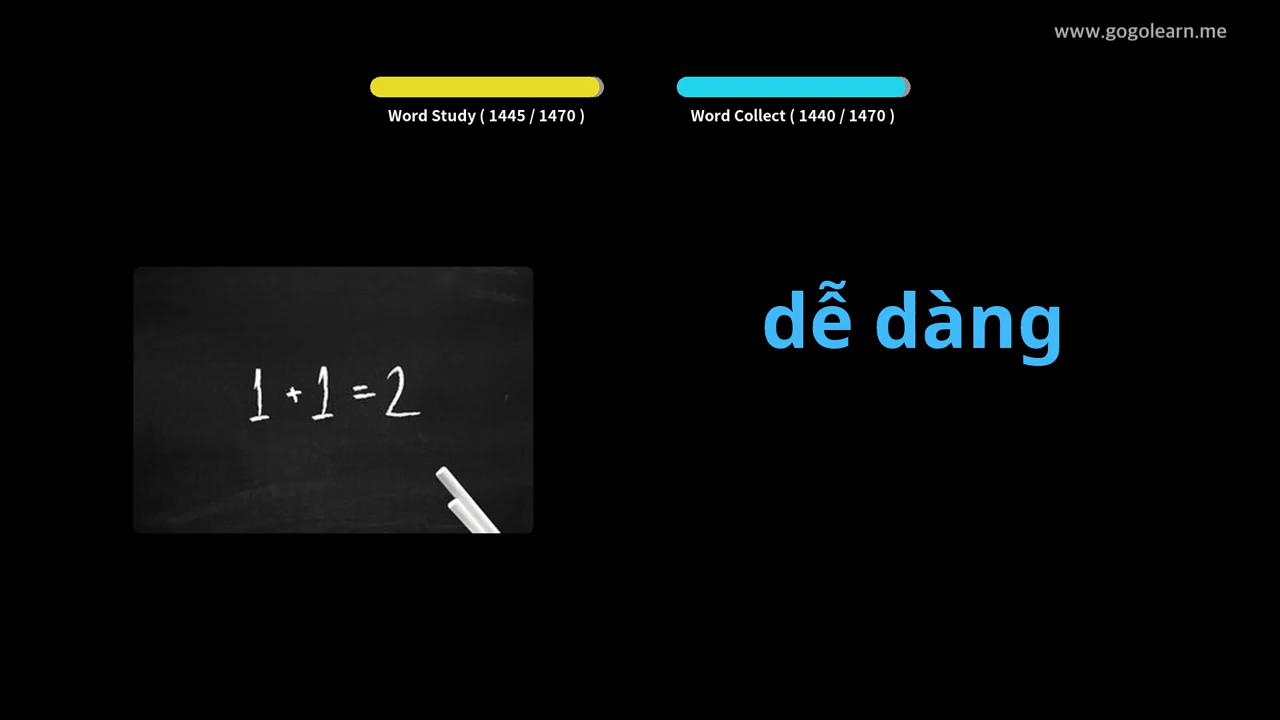 www.gogolearn.me
Word Study ( 1445 / 1470 )
Word Collect ( 1440 / 1470 )
dễ dàng
1 + 1 = 2